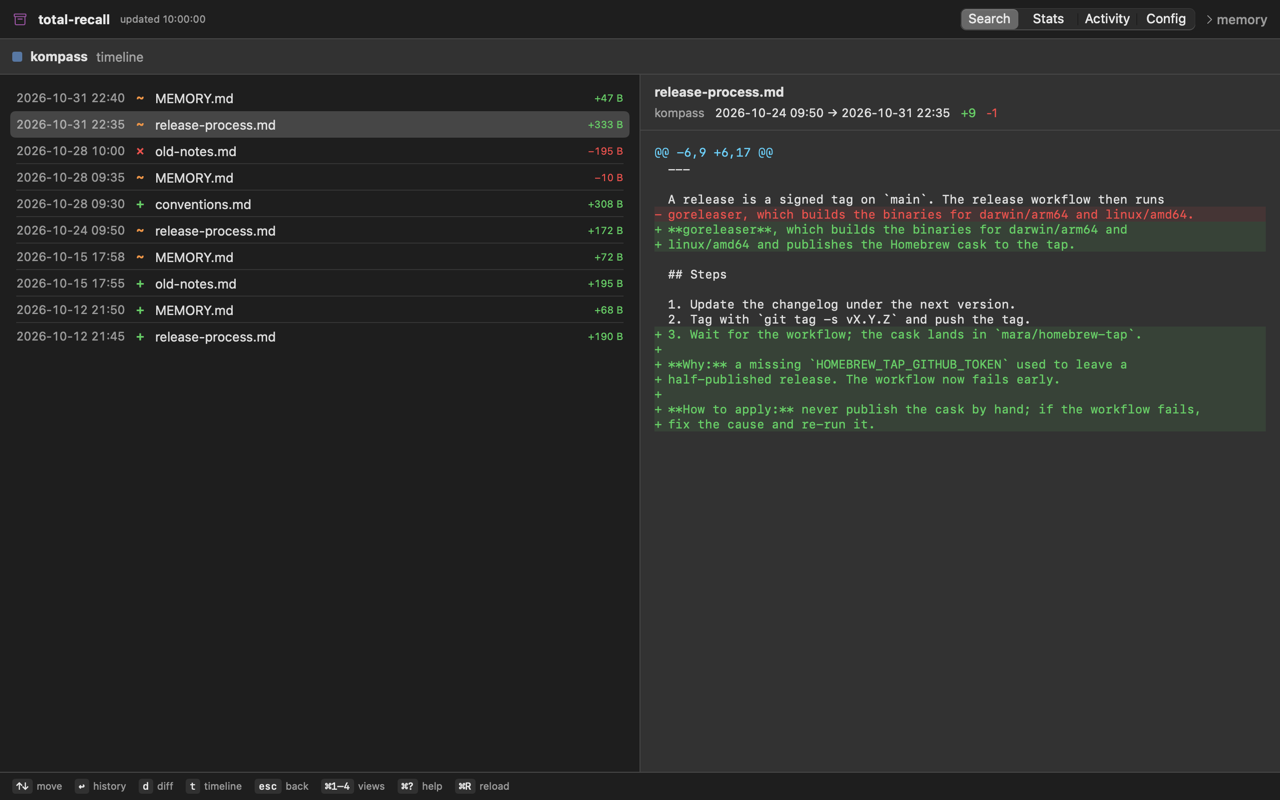 total-recall updated 10:00:00 Search Stats Activity Config > memory
kompass timeline
2026-10-31 22:40 ~ MEMORY.md +47 B
2026-10-31 22:35 ~ release-process.md +333 B
2026-10-28 10:00 × old-notes.md −195 B
2026-10-28 09:35 ~ MEMORY.md −10 B
2026-10-28 09:30 + conventions.md +308 B
2026-10-24 09:50 ~ release-process.md +172 B
2026-10-15 17:58 ~ MEMORY.md +72 B
2026-10-15 17:55 + old-notes.md +195 B
2026-10-12 21:50 + MEMORY.md +68 B
2026-10-12 21:45 + release-process.md +190 B
release-process.md
kompass 2026-10-24 09:50 → 2026-10-31 22:35 +9 -1
@@ -6,9 +6,17 @@
---
A release is a signed tag on `main`. The release workflow then runs
- goreleaser, which builds the binaries for darwin/arm64 and linux/amd64.
+ **goreleaser**, which builds the binaries for darwin/arm64 and
+ linux/amd64 and publishes the Homebrew cask to the tap.
## Steps
1. Update the changelog under the next version.
2. Tag with `git tag -s vX.Y.Z` and push the tag.
+ 3. Wait for the workflow; the cask lands in `mara/homebrew-tap`.
+
+ **Why:** a missing `HOMEBREW_TAP_GITHUB_TOKEN` used to leave a
+ half-published release. The workflow now fails early.
+
+ **How to apply:** never publish the cask by hand; if the workflow fails,
+ fix the cause and re-run it.
↑↓ move ↩ history d diff t timeline esc back ⌘1–4 views ⌘? help ⌘R reload